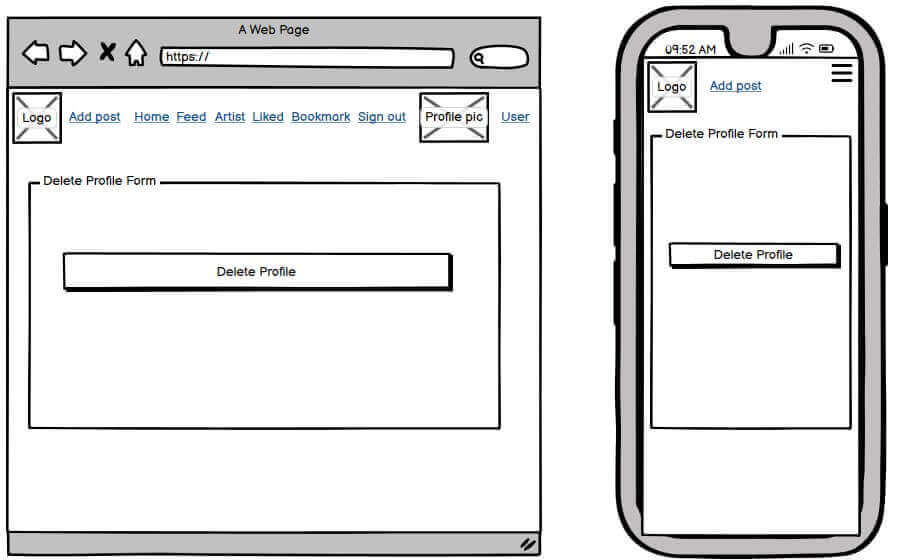 A Web Page
https://
Logo Add post Home Feed Artist Liked Bookmark Sign out Profile pic User
Delete Profile Form
Delete Profile
09:52 AM
Logo Add post
Delete Profile Form
Delete Profile